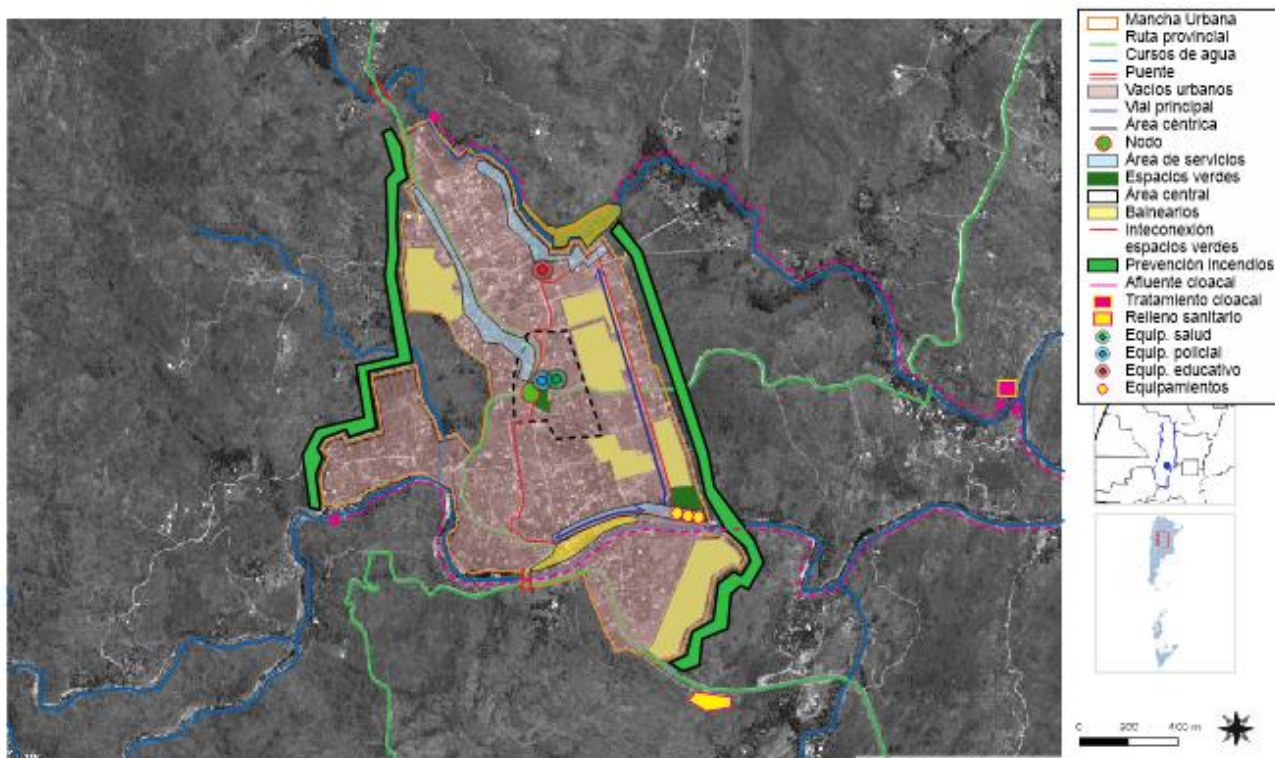 Mancha Urbana
Ruta provincial
Cursos de agua
Puente
Vacíos urbanos
Vial principal
Área céntrica
Nodo
Área de servicios
Espacios verdes
Área central
Balnearios
Inteconexión
espacios verdes
Prevención Incendios
Afluente cloacal
Tratamiento cloacal
Relleno sanitario
Equip. salud
Equip. policial
Equip. educativo
Equipamientos
0
400 m